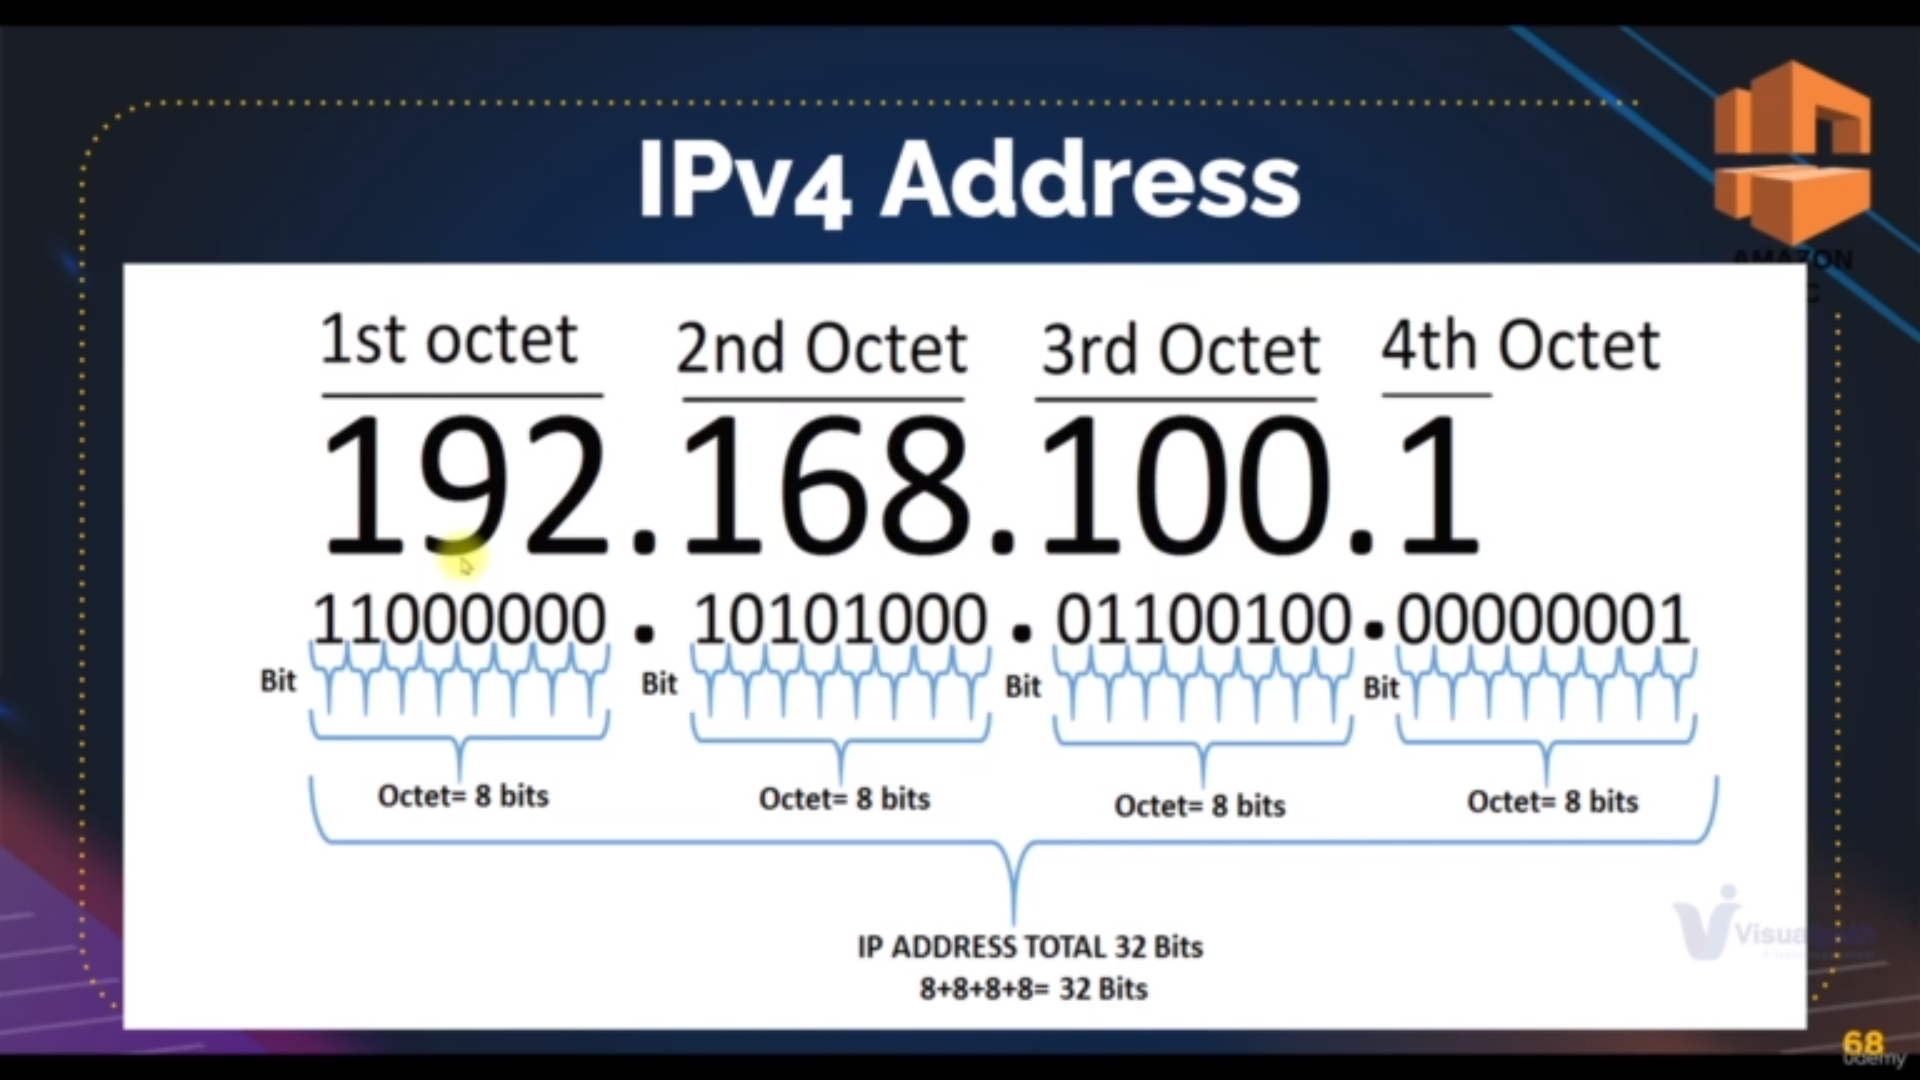 IPv4 Address
AMAZON
1st octet 2nd Octet 3rd Octet 4th Octet
192.168.100.1
11000000 . 10101000 . 01100100 . 00000001
Bit Bit Bit Bit
Octet= 8 bits Octet= 8 bits Octet= 8 bits Octet= 8 bits
IP ADDRESS TOTAL 32 Bits
8+8+8+8= 32 Bits
68
udemy